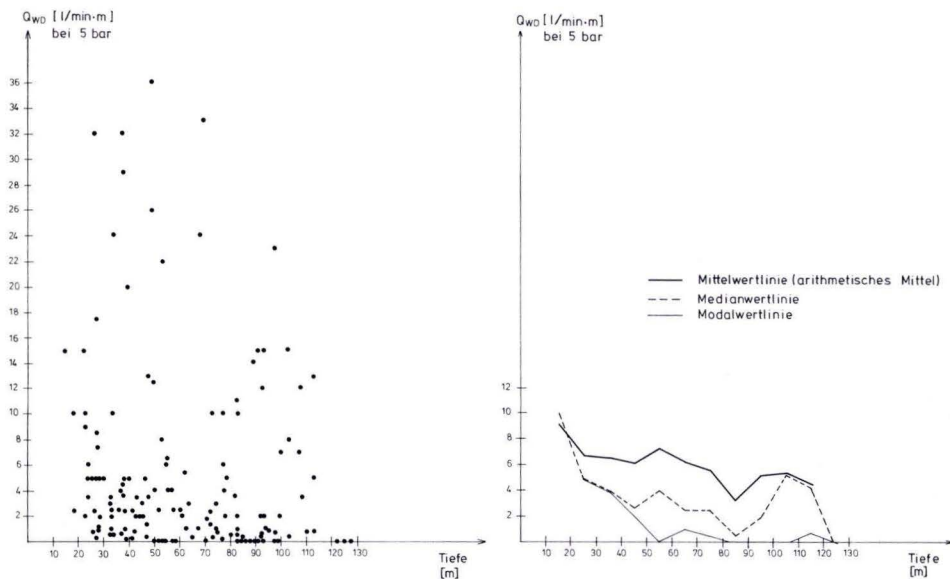 Q_WD [l/min·m]
bei 5 bar
36
34
32
30
28
26
24
22
20
18
16
14
12
10
8
6
4
2
10 20 30 40 50 60 70 80 90 100 110 120 130
Tiefe
[m]
Q_WD [l/min·m]
bei 5 bar
Mittelwertlinie (arithmetisches Mittel)
Medianwertlinie
Modalwertlinie
12
10
8
6
4
2
10 20 30 40 50 60 70 80 90 100 110 120 130
Tiefe
[m]